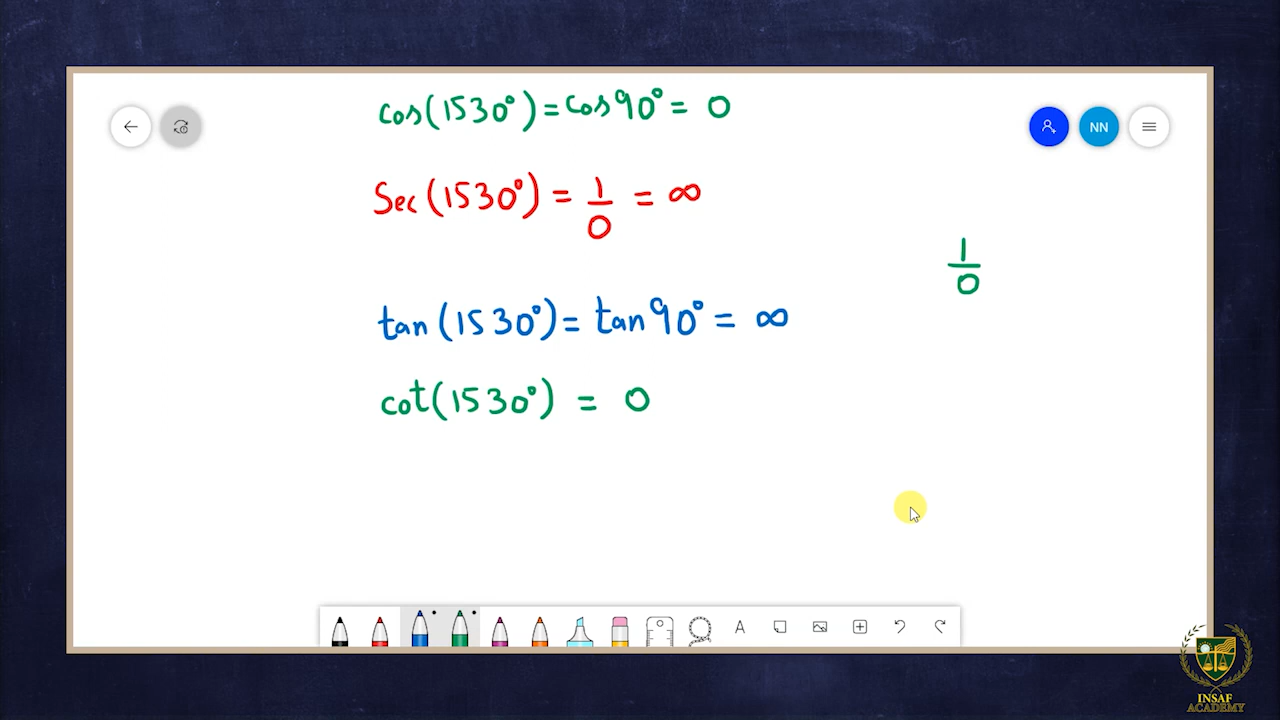 cos(1530°) = cos90° = 0
NN
Sec(1530°) = 1/0 = ∞
1/0
tan(1530°) = tan90° = ∞
cot(1530°) = 0
A
INSAF
ACADEMY